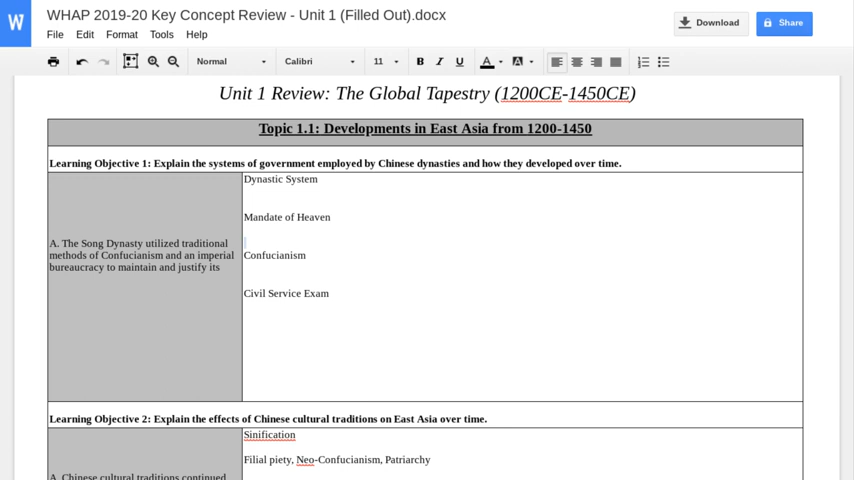 W
WHAP 2019-20 Key Concept Review - Unit 1 (Filled Out).docx
Download
Share
File Edit Format Tools Help
Normal Calibri 11 B I U A A
Unit 1 Review: The Global Tapestry (1200CE-1450CE)
Topic 1.1: Developments in East Asia from 1200-1450
Learning Objective 1: Explain the systems of government employed by Chinese dynasties and how they developed over time.
A. The Song Dynasty utilized traditional
methods of Confucianism and an imperial
bureaucracy to maintain and justify its
Dynastic System
Mandate of Heaven
Confucianism
Civil Service Exam
Learning Objective 2: Explain the effects of Chinese cultural traditions on East Asia over time.
A. Chinese cultural traditions continued
Sinification
Filial piety, Neo-Confucianism, Patriarchy